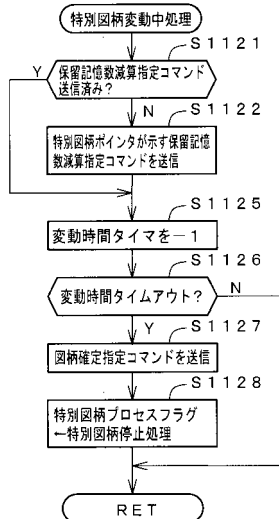 特別図柄変動中処理
S1121
Y
保留記憶数減算指定コマンド
送信済み？
N
S1122
特別図柄ポインタが示す保留記憶
数減算指定コマンドを送信
S1125
変動時間タイマを－1
S1126
変動時間タイムアウト？
N
Y
S1127
図柄確定指定コマンドを送信
S1128
特別図柄プロセスフラグ
←特別図柄停止処理
RET